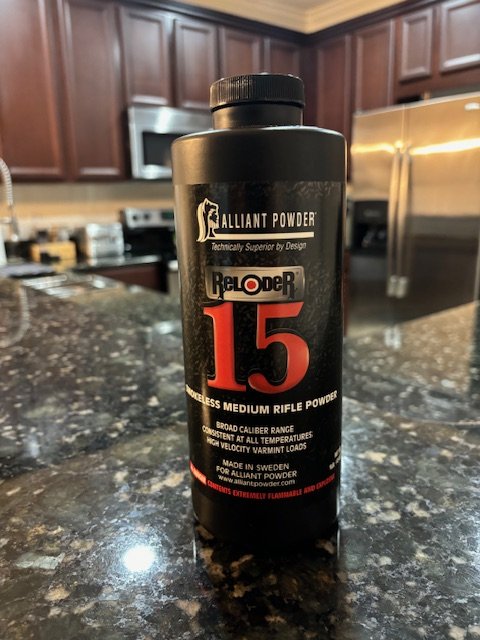 ALLIANT POWDER
Technically Superior by Design
RELODER
15
SMOKELESS MEDIUM RIFLE POWDER
BROAD CALIBER RANGE
CONSISTENT AT ALL TEMPERATURES
HIGH VELOCITY VARMINT LOADS
MADE IN SWEDEN
FOR ALLIANT POWDER
www.alliantpowder.com
CONTENTS EXTREMELY FLAMMABLE AND EXPLOSIVE